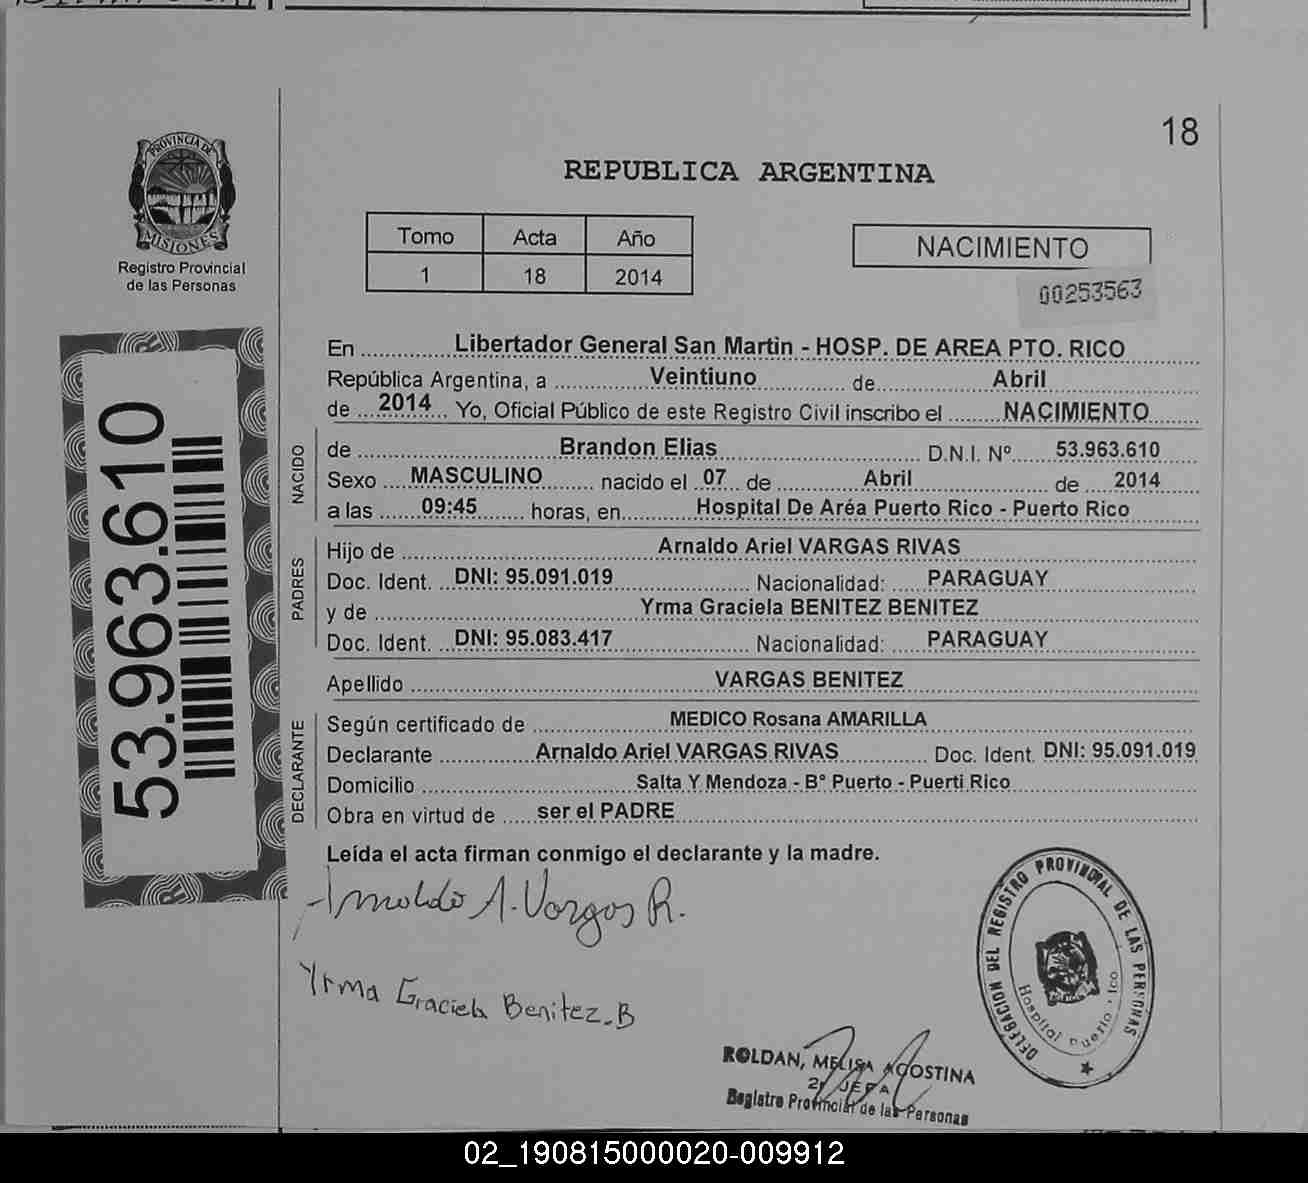 18
PROVINCIA DE
MISIONES
Registro Provincial
de las Personas
REPUBLICA ARGENTINA
Tomo Acta Año
1 18 2014
NACIMIENTO
00253563
53.963.610
En Libertador General San Martin - HOSP. DE AREA PTO. RICO
República Argentina, a Veintiuno de Abril
de 2014 Yo, Oficial Público de este Registro Civil inscribo el NACIMIENTO
NACIDO
de Brandon Elias D.N.I. Nº 53.963.610
Sexo MASCULINO nacido el 07 de Abril de 2014
a las 09:45 horas, en Hospital De Aréa Puerto Rico - Puerto Rico
PADRES
Hijo de Arnaldo Ariel VARGAS RIVAS
Doc. Ident. DNI: 95.091.019 Nacionalidad: PARAGUAY
y de Yrma Graciela BENITEZ BENITEZ
Doc. Ident. DNI: 95.083.417 Nacionalidad: PARAGUAY
Apellido VARGAS BENITEZ
DECLARANTE
Según certificado de MEDICO Rosana AMARILLA
Declarante Arnaldo Ariel VARGAS RIVAS Doc. Ident. DNI: 95.091.019
Domicilio Salta Y Mendoza - B° Puerto - Puerti Rico
Obra en virtud de ser el PADRE
Leída el acta firman conmigo el declarante y la madre.
Arnaldo A. Vargas R.
Yrma Graciela Benitez. B
DELEGACION DEL REGISTRO PROVINCIAL DE LAS PERSONAS
Hospital Puerto
ROLDAN, MELISA AGOSTINA
JEFA
Registro Provincial de las Personas
02_190815000020-009912